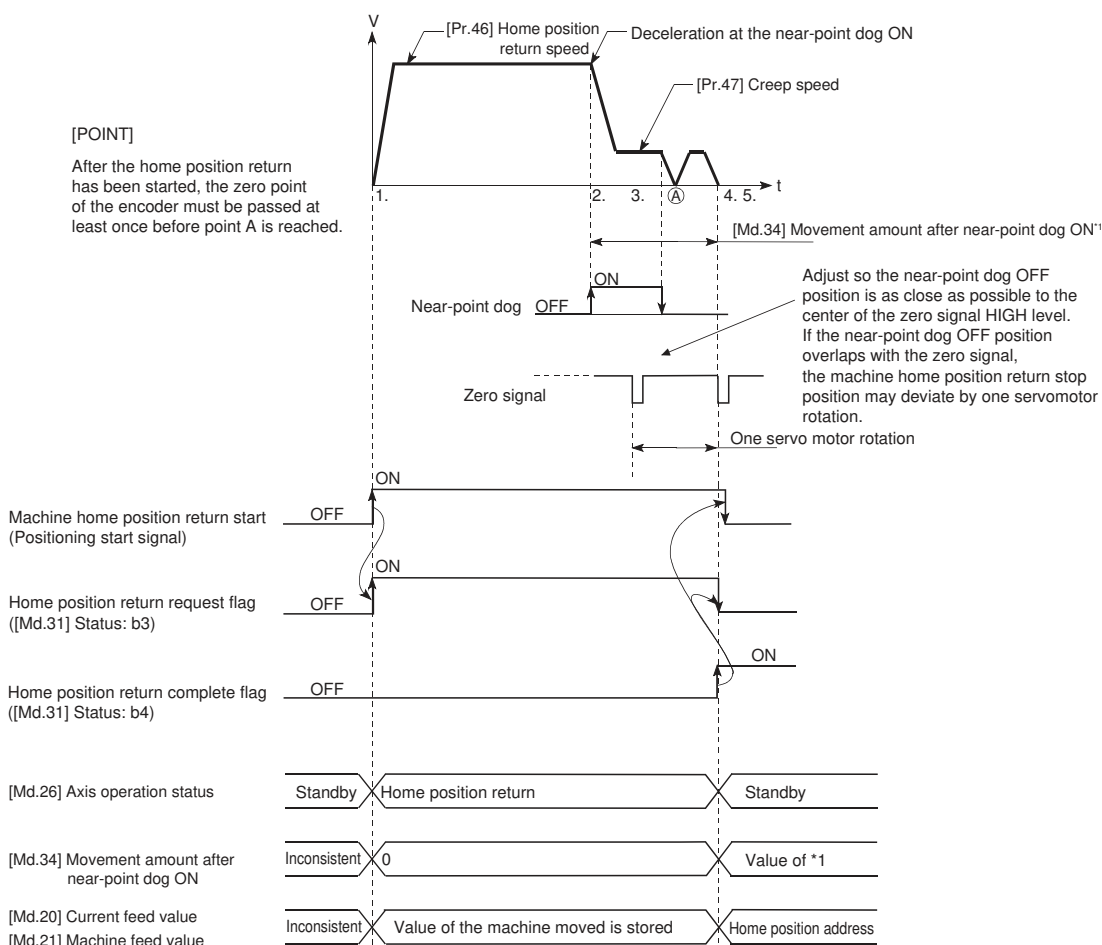 V
[Pr.46] Home position
return speed
Deceleration at the near-point dog ON
[Pr.47] Creep speed
[POINT]
After the home position return
has been started, the zero point
of the encoder must be passed at
least once before point A is reached.
t
1.
2.
3.
A
4. 5.
[Md.34] Movement amount after near-point dog ON*1
Near-point dog
OFF
ON
Adjust so the near-point dog OFF
position is as close as possible to the
center of the zero signal HIGH level.
If the near-point dog OFF position
overlaps with the zero signal,
the machine home position return stop
position may deviate by one servomotor
rotation.
Zero signal
One servo motor rotation
ON
Machine home position return start
(Positioning start signal)
OFF
ON
Home position return request flag
([Md.31] Status: b3)
OFF
ON
Home position return complete flag
([Md.31] Status: b4)
OFF
[Md.26] Axis operation status
Standby
Home position return
Standby
[Md.34] Movement amount after
near-point dog ON
Inconsistent
0
Value of *1
[Md.20] Current feed value
[Md.21] Machine feed value
Inconsistent
Value of the machine moved is stored
Home position address